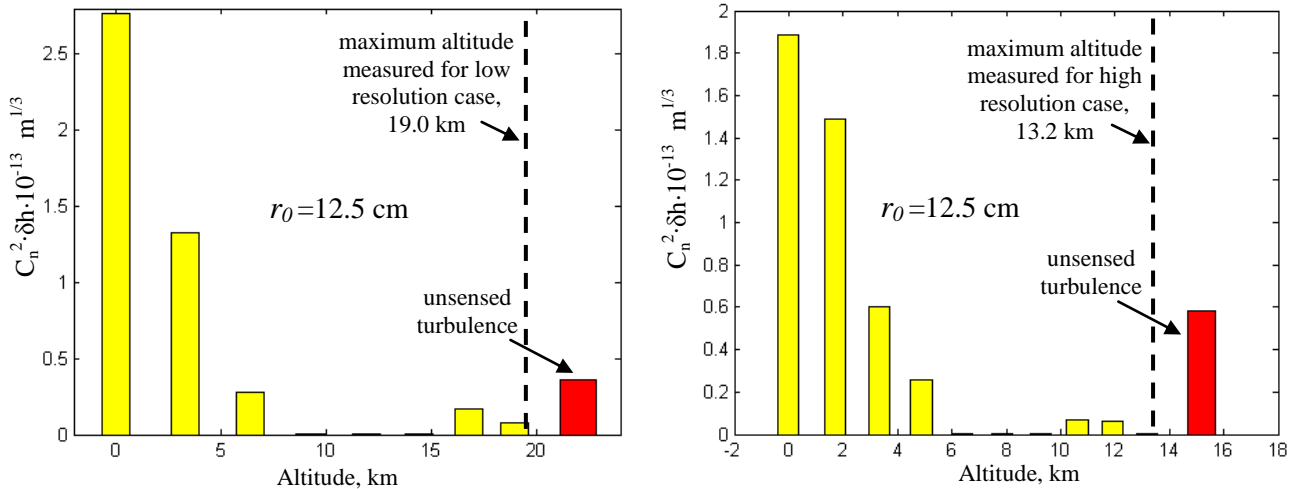 2.5
2
1.5
1
0.5
0
C_n^2·δh·10^-13 m^1/3
maximum altitude
measured for low
resolution case,
19.0 km
r_0=12.5 cm
unsensed
turbulence
0 5 10 15 20
Altitude, km
2
1.8
1.6
1.4
1.2
1
0.8
0.6
0.4
0.2
0
C_n^2·δh·10^-13 m^1/3
maximum altitude
measured for high
resolution case,
13.2 km
r_0=12.5 cm
unsensed
turbulence
-2 0 2 4 6 8 10 12 14 16 18
Altitude, km